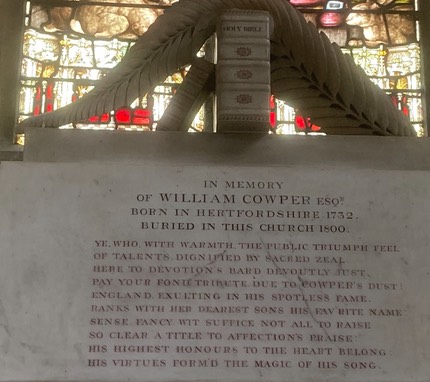 HOLY BIBLE
IN MEMORY
OF WILLIAM COWPER ESQR.
BORN IN HERTFORDSHIRE 1732.
BURIED IN THIS CHURCH 1800.
YE, WHO WITH WARMTH THE PUBLIC TRIUMPH FEEL
OF TALENTS, DIGNIFIED BY SACRED ZEAL,
HERE TO DEVOTION'S BARD DEVOUTLY JUST,
PAY YOUR FOND TRIBUTE DUE TO COWPER'S DUST!
ENGLAND, EXULTING IN HIS SPOTLESS FAME,
RANKS WITH HER DEAREST SONS HIS FAV'RITE NAME:
SENSE, FANCY, WIT, SUFFICE NOT ALL TO RAISE
SO CLEAR A TITLE TO AFFECTION'S PRAISE:
HIS HIGHEST HONOURS TO THE HEART BELONG:
HIS VIRTUES FORM'D THE MAGIC OF HIS SONG.